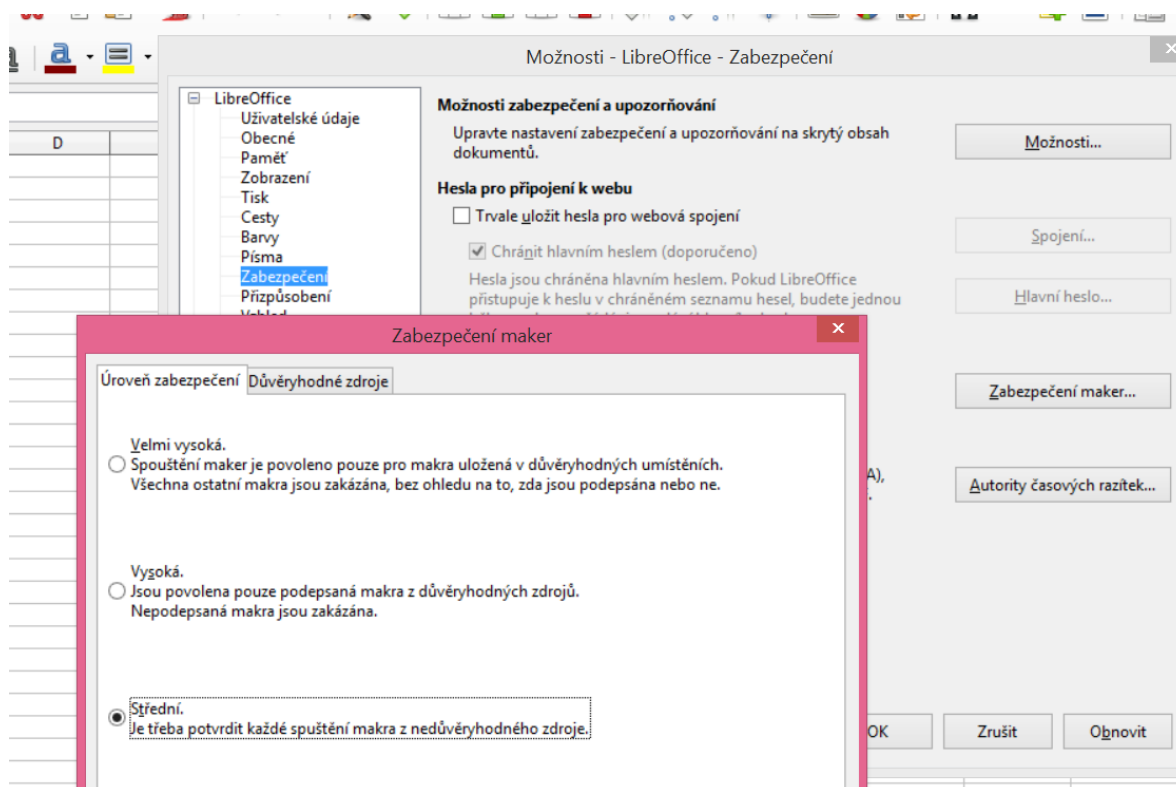 a
Možnosti - LibreOffice - Zabezpečení
D
LibreOffice
Uživatelské údaje
Obecné
Paměť
Zobrazení
Tisk
Cesty
Barvy
Písma
Zabezpečení
Přizpůsobení
Možnosti zabezpečení a upozorňování
Upravte nastavení zabezpečení a upozorňování na skrytý obsah
dokumentů.
Možnosti...
Hesla pro připojení k webu
Trvale uložit hesla pro webová spojení
Spojení...
Chránit hlavním heslem (doporučeno)
Hesla jsou chráněna hlavním heslem. Pokud LibreOffice
přistupuje k heslu v chráněném seznamu hesel, budete jednou
Hlavní heslo...
Zabezpečení maker...
A),
Autority časových razítek...
OK
Zrušit
Obnovit
Zabezpečení maker
Úroveň zabezpečení
Důvěryhodné zdroje
Velmi vysoká.
Spouštění maker je povoleno pouze pro makra uložená v důvěryhodných umístěních.
Všechna ostatní makra jsou zakázána, bez ohledu na to, zda jsou podepsána nebo ne.
Vysoká.
Jsou povolena pouze podepsaná makra z důvěryhodných zdrojů.
Nepodepsaná makra jsou zakázána.
Střední.
Je třeba potvrdit každé spuštění makra z nedůvěryhodného zdroje.